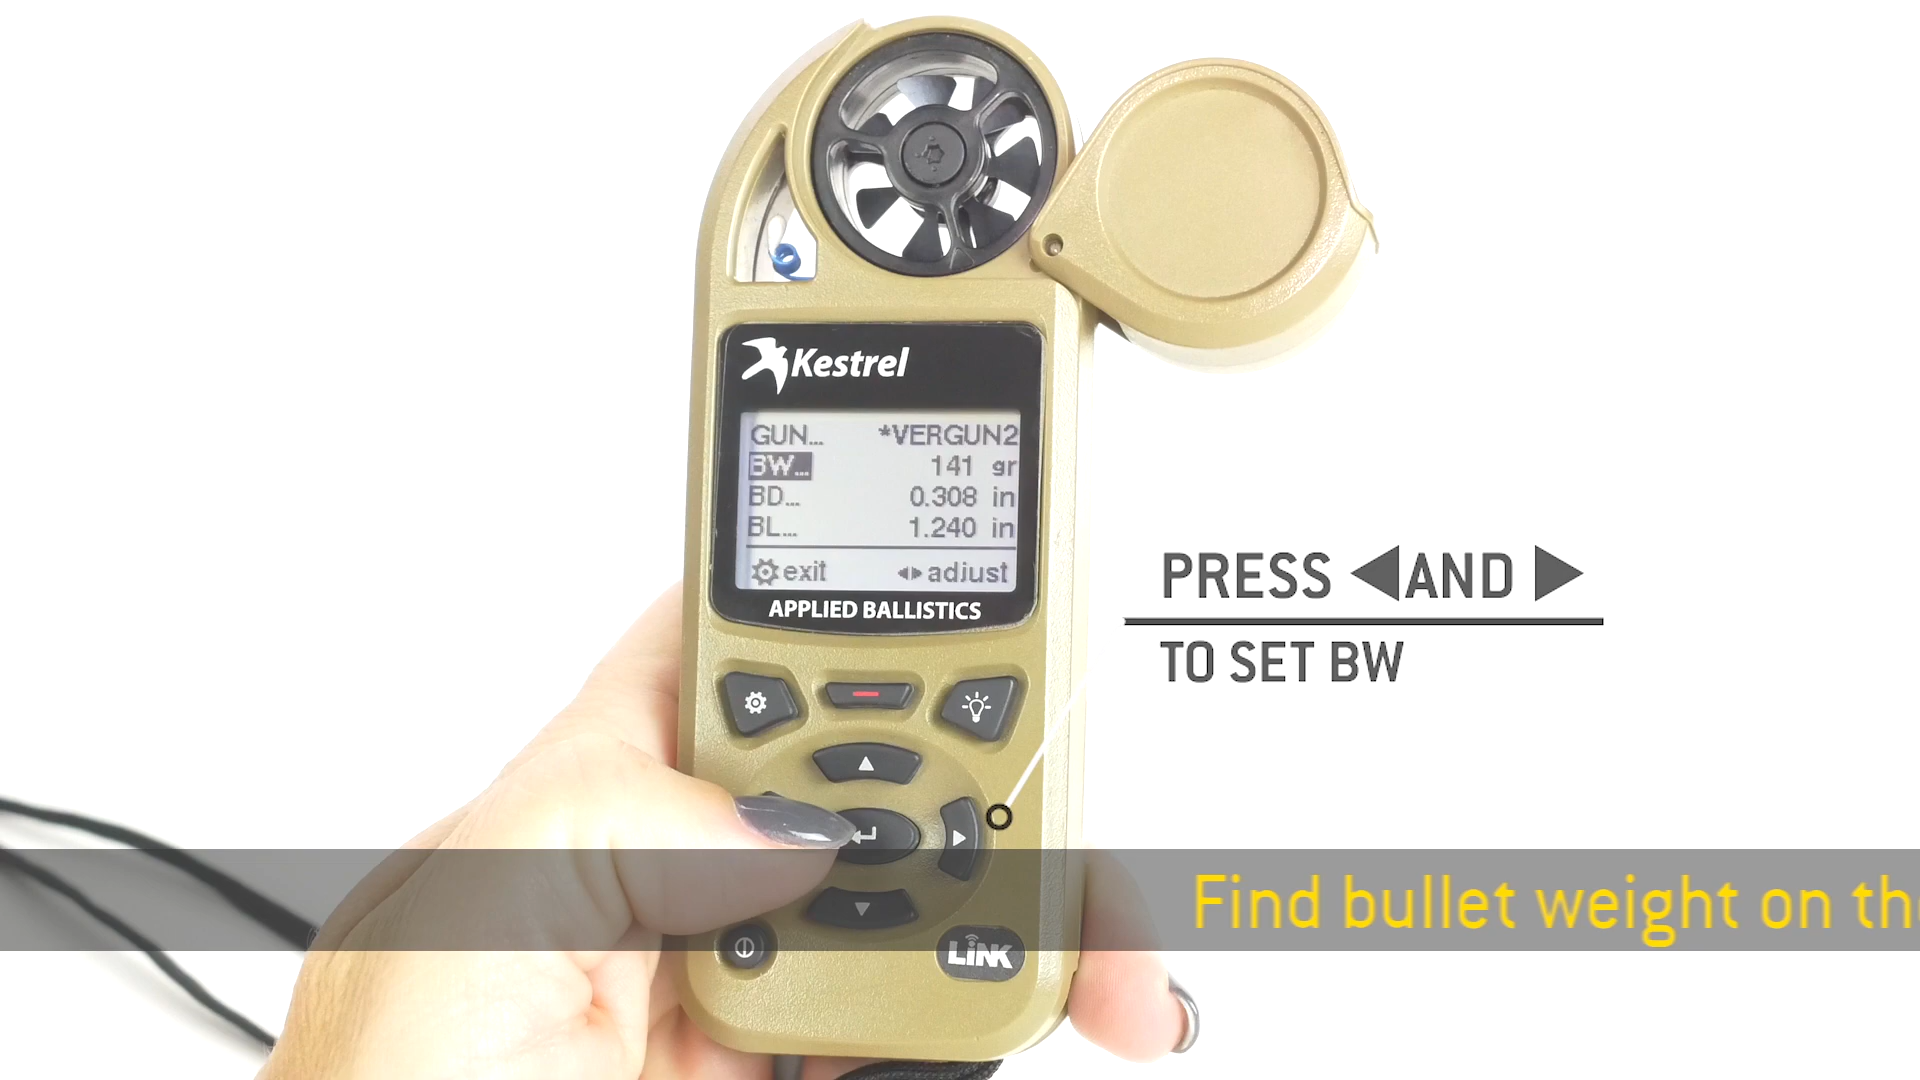 Kestrel
GUN... *VERGUN2
BW... 141 gr
BD... 0.308 in
BL... 1.240 in
exit ◀▶ adjust
APPLIED BALLISTICS
PRESS ◀ AND ▶
TO SET BW
Find bullet weight on
LiNK